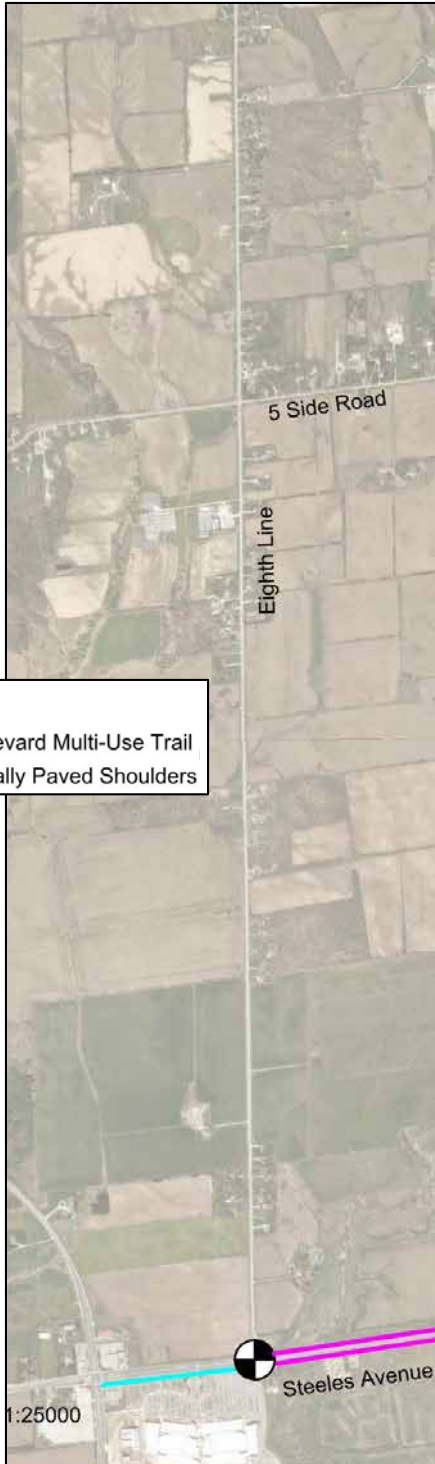 5 Side Road
Eighth Line
evard Multi-Use Trail
ally Paved Shoulders
Steeles Avenue
1:25000